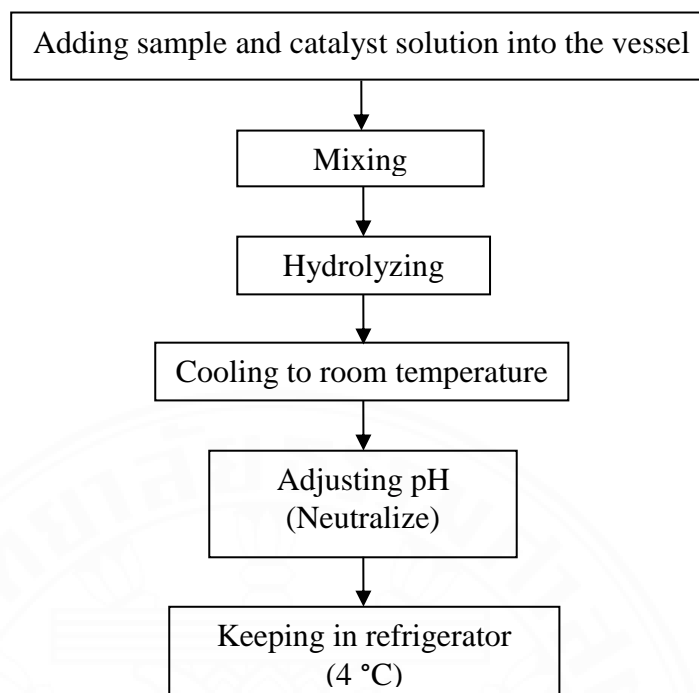 Adding sample and catalyst solution into the vessel
Mixing
Hydrolyzing
Cooling to room temperature
Adjusting pH
(Neutralize)
Keeping in refrigerator
(4 °C)